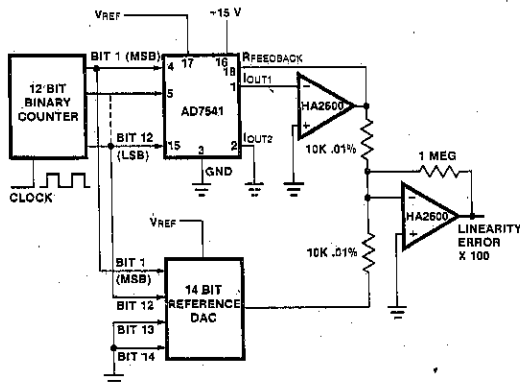 VREF
+15 V
BIT 1 (MSB)
17
16
RFEEDBACK
4
18
12 BIT
BINARY
COUNTER
5
AD7541
1
IOUT1
HA2600
−
+
BIT 12
(LSB)
15
3
2
IOUT2
GND
CLOCK
10K .01%
1 MEG
−
+
HA2600
LINEARITY
ERROR
X 100
VREF
10K .01%
BIT 1
(MSB)
BIT 12
BIT 13
BIT 14
14 BIT
REFERENCE
DAC